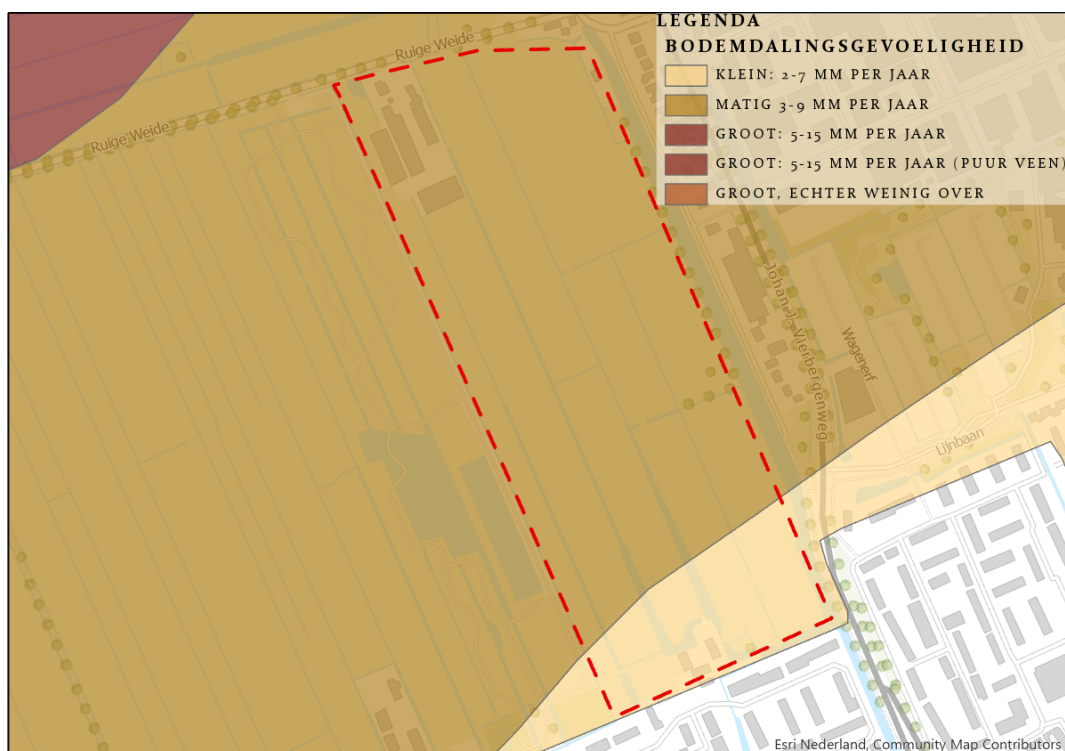 LEGENDA
BODEMDALINGSGEVOELIGHEID
KLEIN: 2-7 MM PER JAAR
MATIG 3-9 MM PER JAAR
GROOT: 5-15 MM PER JAAR
GROOT: 5-15 MM PER JAAR (PUUR VEEN)
GROOT, ECHTER WEINIG OVER
Ruige Weide
Ruige Weide
Johan J. Vierbergenweg
Wagenerf
Lijnbaan
Esri Nederland, Community Map Contributors